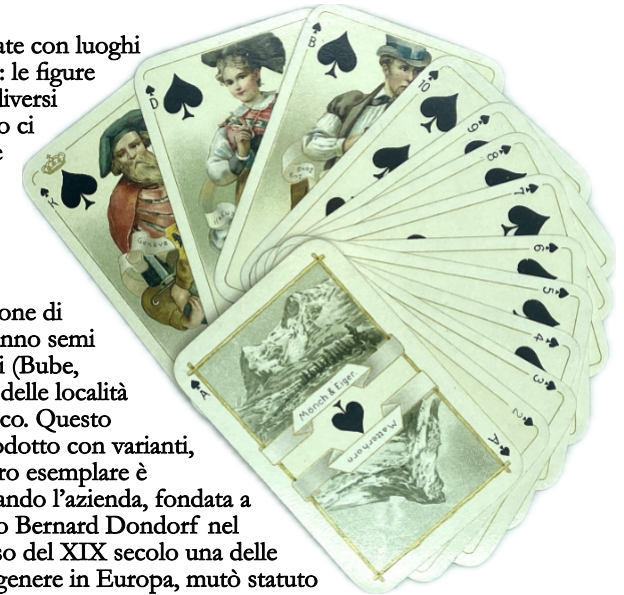 ate con luoghi
: le figure
diversi
o ci
e
one di
anno semi
i (Bube,
delle località
co. Questo
odotto con varianti,
ro esemplare è
ando l’azienda, fondata a
o Bernard Dondorf nel
so del XIX secolo una delle
genere in Europa, mutò statuto
K
GENEVE
D
B
10
9
8
7
6
5
4
3
2
A
A
Mönch & Eiger
Matterhorn